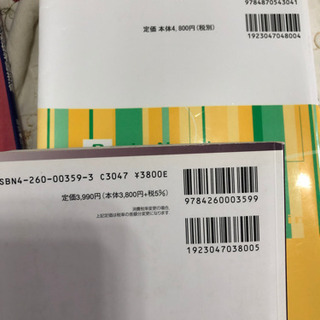 9784870543041
定価 本体4,800円(税別)
1923047048004
SBN4-260-00359-3 C3047 ¥3800E
定価3,990円(本体3,800円+税5%)
消費税率変更の場合
上記定価は税率の差額分変更になります
9784260003599
1923047038005